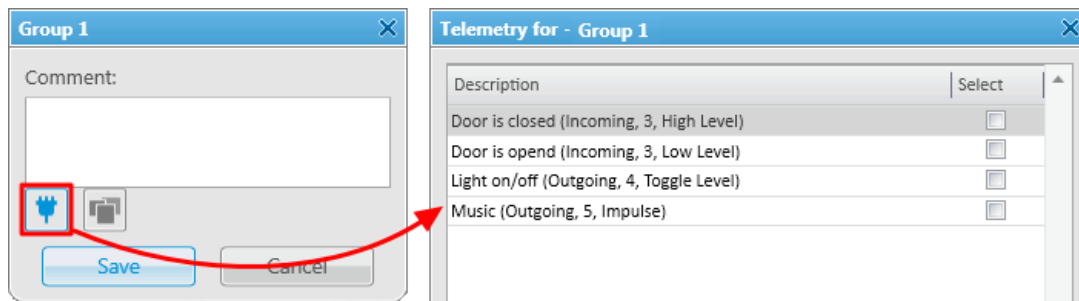 Group 1
Comment:
Save
Cancel
Telemetry for - Group 1
Description Select
Door is closed (Incoming, 3, High Level)
Door is opend (Incoming, 3, Low Level)
Light on/off (Outgoing, 4, Toggle Level)
Music (Outgoing, 5, Impulse)